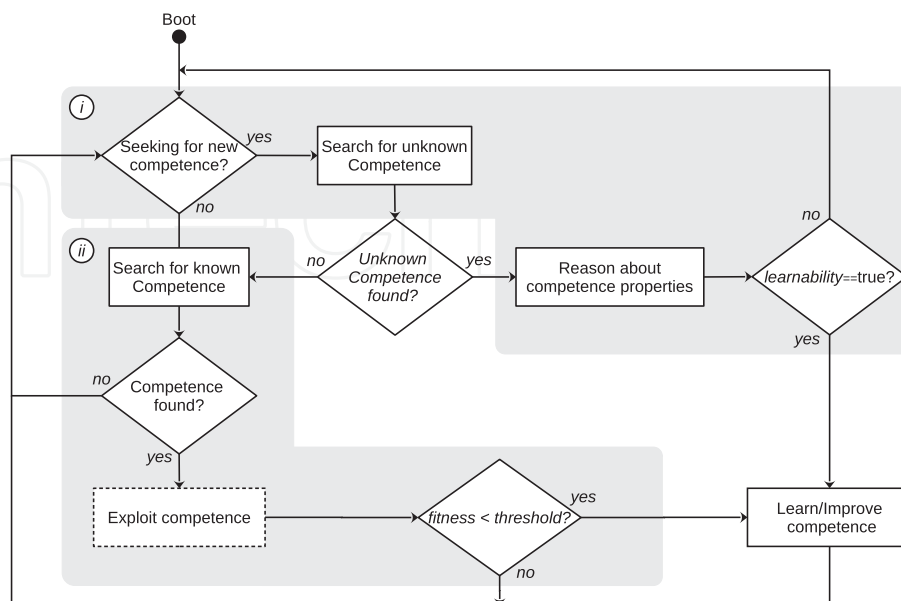 Boot
i
Seeking for new
competence?
yes
no
Search for unknown
Competence
ii
Search for known
Competence
no
Unknown
Competence
found?
yes
Reason about
competence properties
no
learnability==true?
yes
no
Competence
found?
yes
Exploit competence
fitness < threshold?
yes
no
Learn/Improve
competence